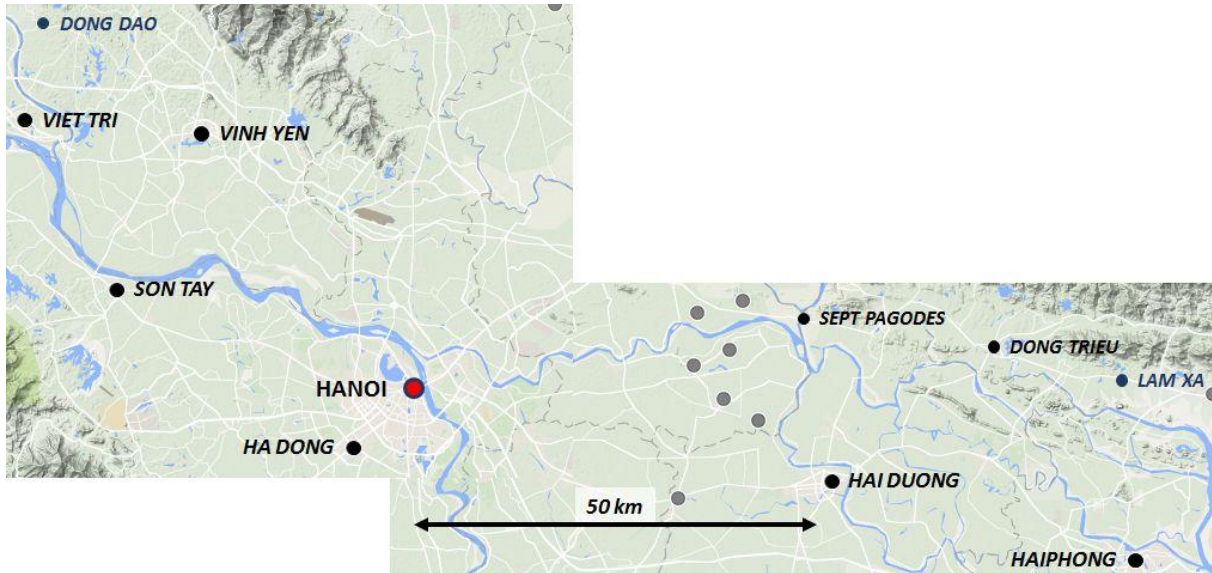 DONG DAO
VIET TRI
VINH YEN
SON TAY
SEPT PAGODES
DONG TRIEU
LAM XA
HANOI
HA DONG
HAI DUONG
50 km
HAIPHONG